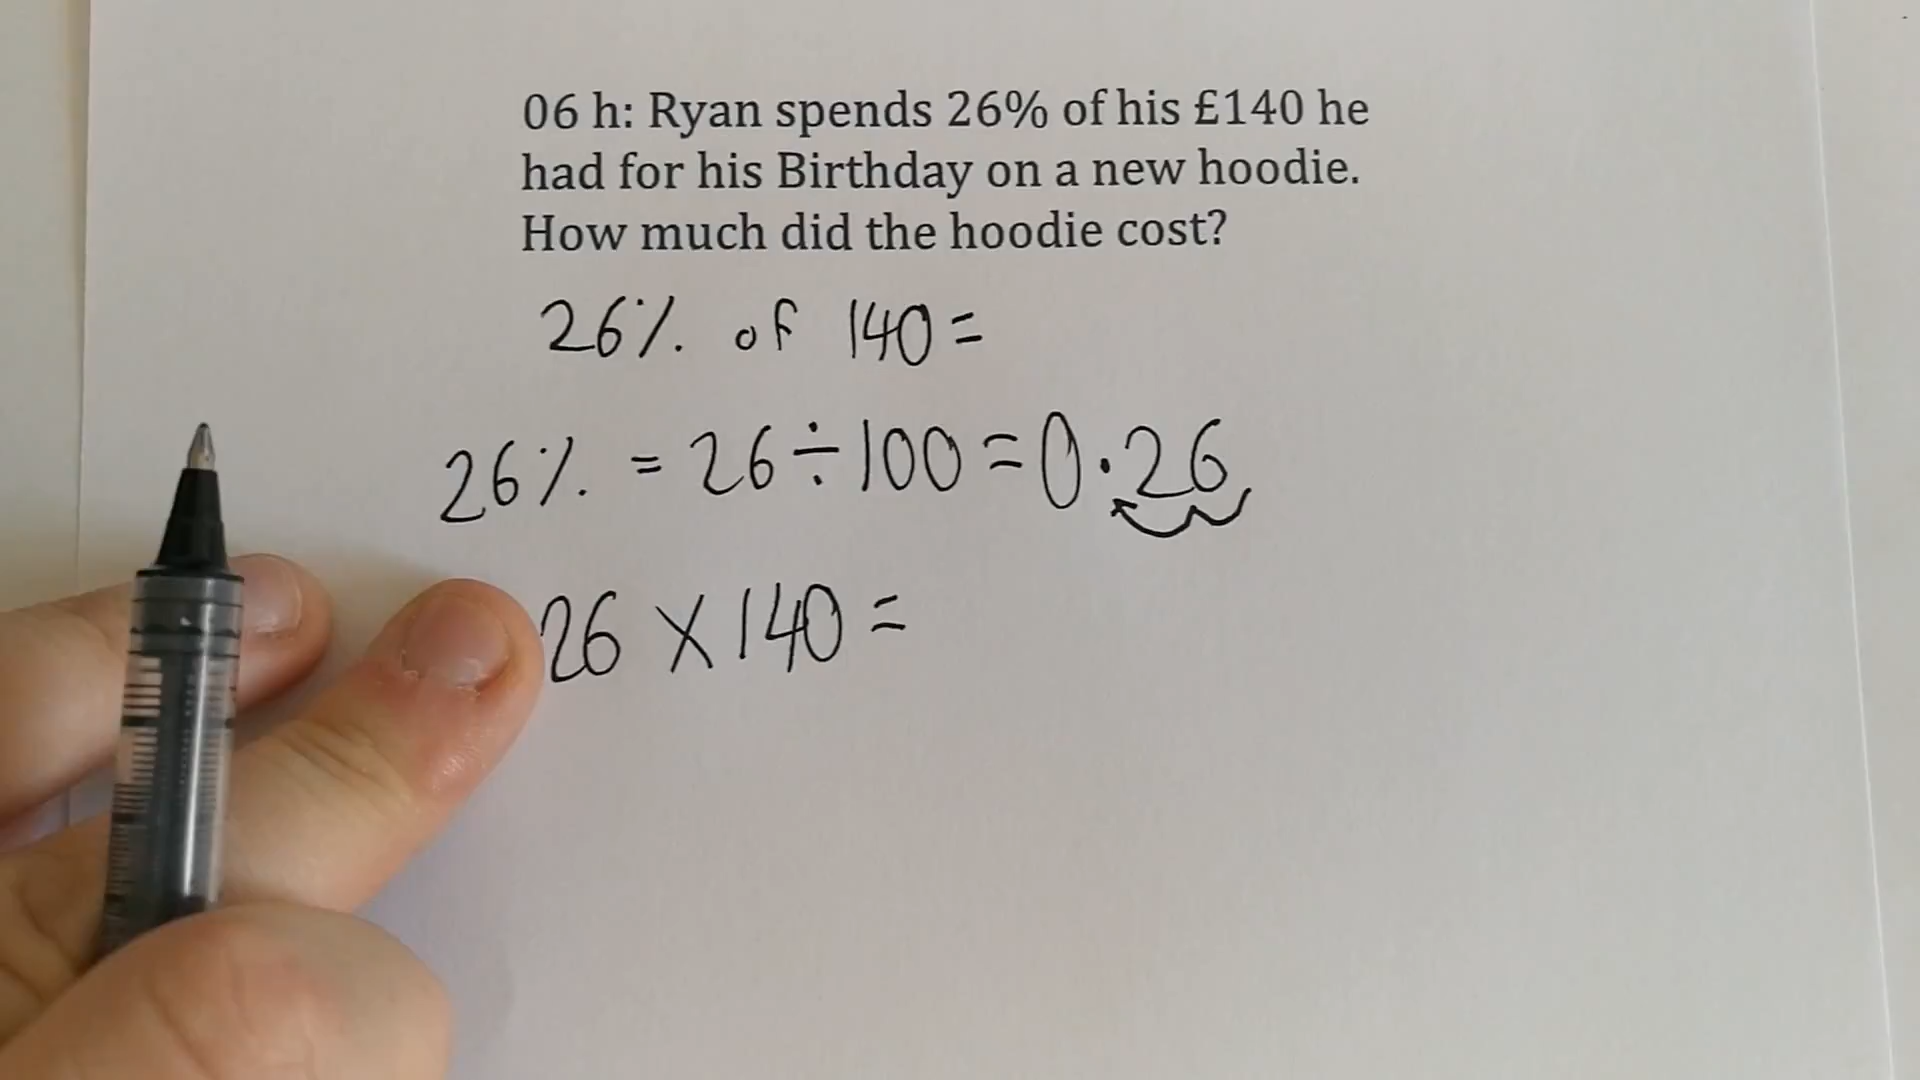 06 h: Ryan spends 26% of his £140 he
had for his Birthday on a new hoodie.
How much did the hoodie cost?
26% of 140 =
26% = 26 ÷ 100 = 0.26
26 × 140 =